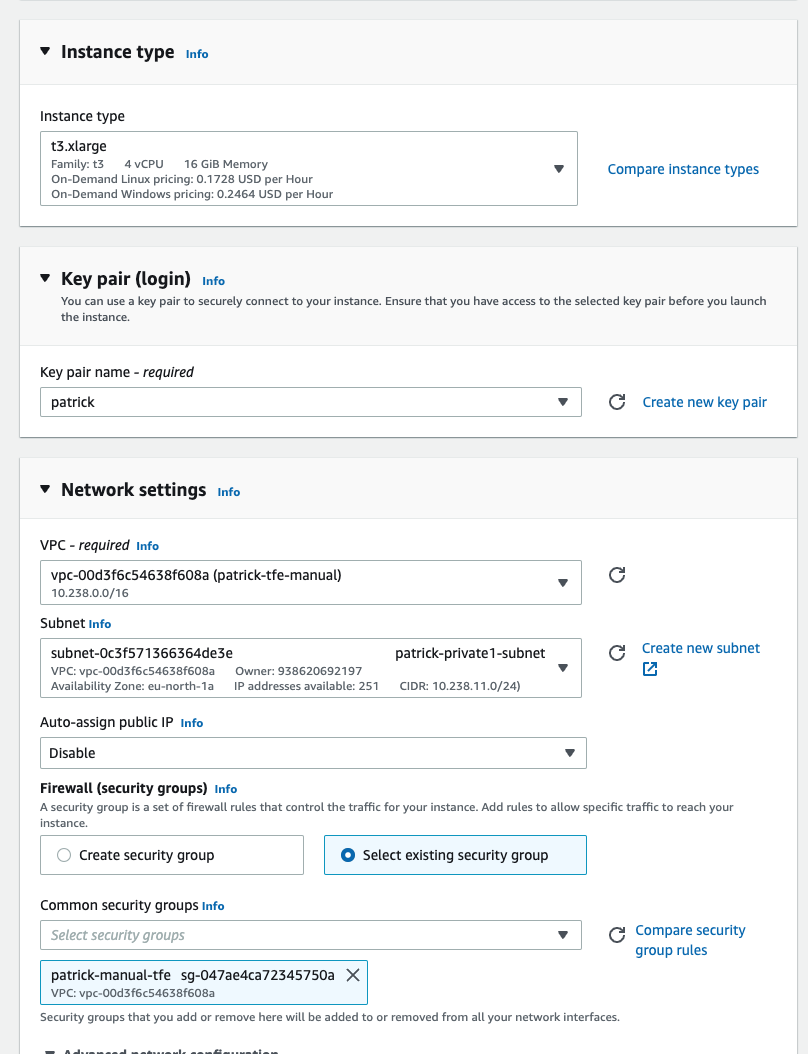 Instance type Info
Instance type
t3.xlarge
Family: t3 4 vCPU 16 GiB Memory
On-Demand Linux pricing: 0.1728 USD per Hour
On-Demand Windows pricing: 0.2464 USD per Hour
Compare instance types
Key pair (login) Info
You can use a key pair to securely connect to your instance. Ensure that you have access to the selected key pair before you launch
the instance.
Key pair name - required
patrick
Create new key pair
Network settings Info
VPC - required Info
vpc-00d3f6c54638f608a (patrick-tfe-manual)
10.238.0.0/16
Subnet Info
subnet-0c3f571366364de3e patrick-private1-subnet
VPC: vpc-00d3f6c54638f608a Owner: 938620692197
Availability Zone: eu-north-1a IP addresses available: 251 CIDR: 10.238.11.0/24)
Create new subnet
Auto-assign public IP Info
Disable
Firewall (security groups) Info
A security group is a set of firewall rules that control the traffic for your instance. Add rules to allow specific traffic to reach your
instance.
Create security group
Select existing security group
Common security groups Info
Select security groups
Compare security
group rules
patrick-manual-tfe sg-047ae4ca72345750a
VPC: vpc-00d3f6c54638f608a
Security groups that you add or remove here will be added to or removed from all your network interfaces.
Advanced network configuration